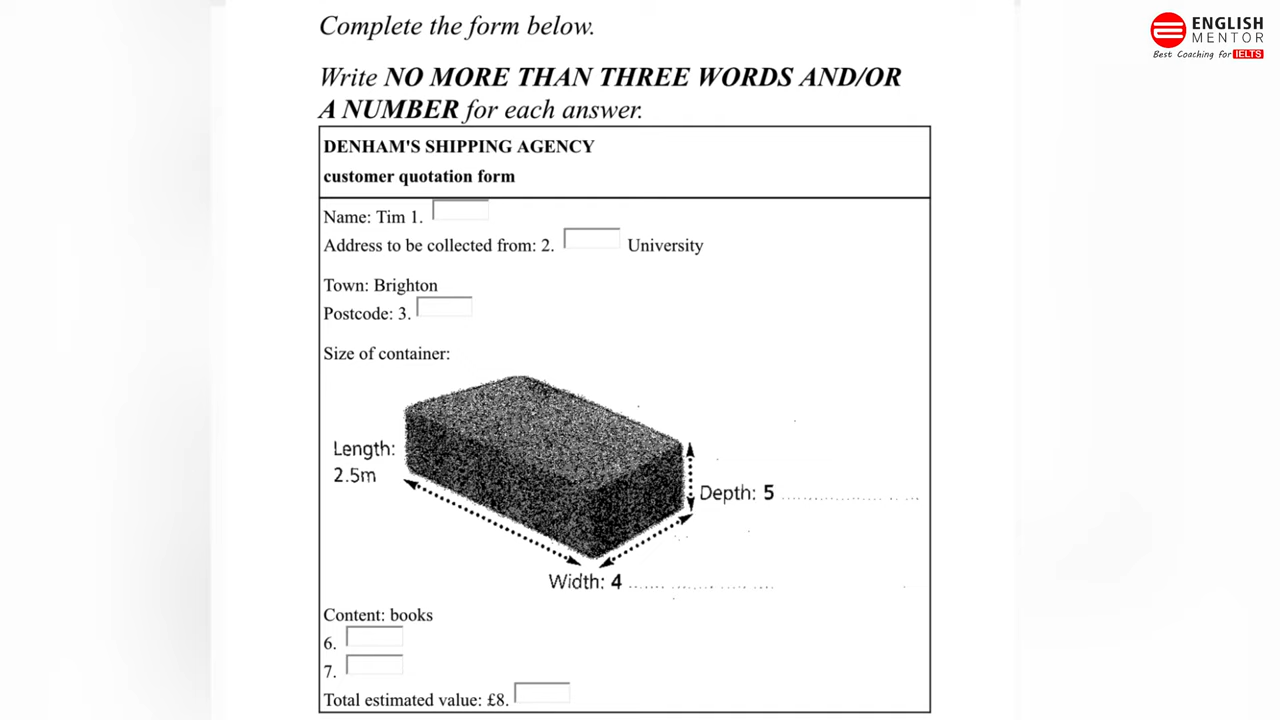 Complete the form below.
ENGLISH
MENTOR
Best Coaching for IELTS
Write NO MORE THAN THREE WORDS AND/OR
A NUMBER for each answer.
DENHAM'S SHIPPING AGENCY
customer quotation form
Name: Tim 1.
Address to be collected from: 2. University
Town: Brighton
Postcode: 3.
Size of container:
Length:
2.5m
Depth: 5
Width: 4
Content: books
6.
7.
Total estimated value: £8.